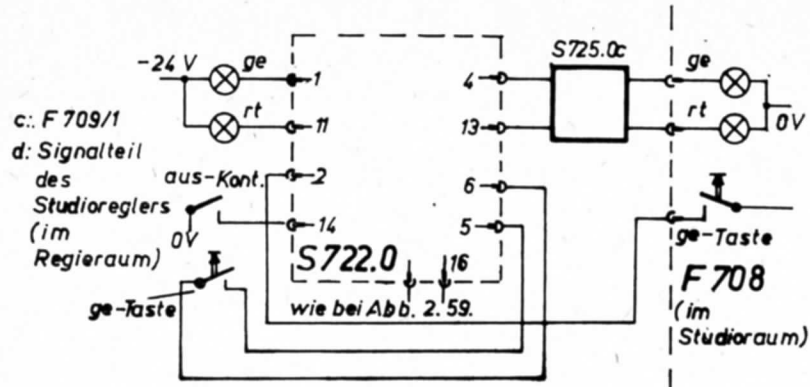 -24 V
ge
rt
c: F 709/1
d: Signalteil
des
Studioreglers
(im
Regieraum)
aus-Kont.
0V
ge-Taste
1
11
2
14
4
13
6
5
16
S722.0
wie bei Abb. 2.59.
S725.0c
ge
rt
0V
ge-Taste
F 708
(im
Studioraum)